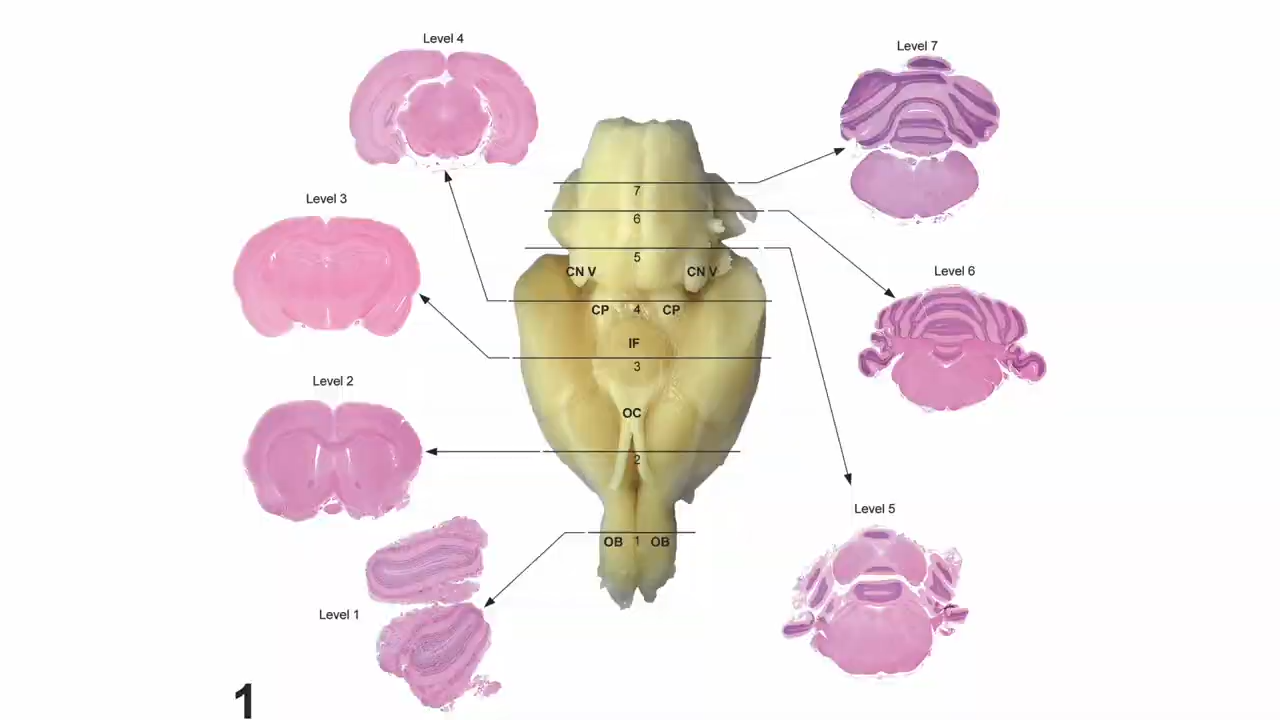 Level 4
Level 7
Level 3
7
6
5
CN V
CN V
Level 6
CP
4
CP
IF
3
Level 2
OC
2
Level 5
OB
1
OB
Level 1
1